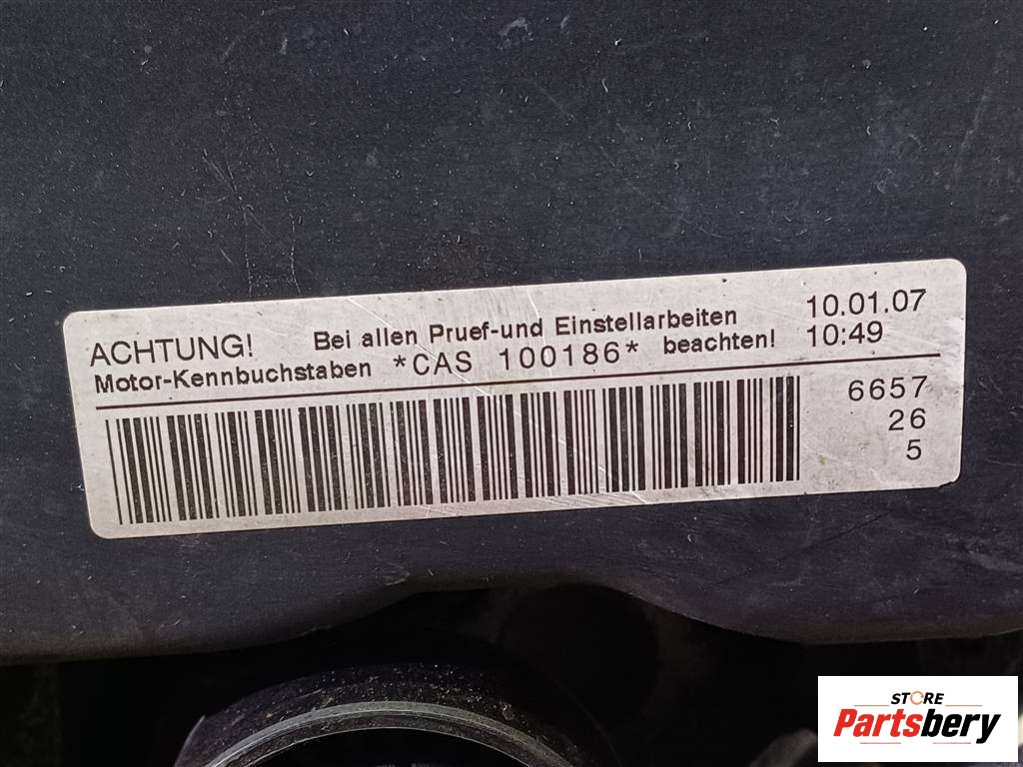 ACHTUNG! Bei allen Pruef-und Einstellarbeiten 10.01.07
Motor-Kennbuchstaben *CAS 100186* beachten! 10:49
6657
26
5
STORE
Partsbery